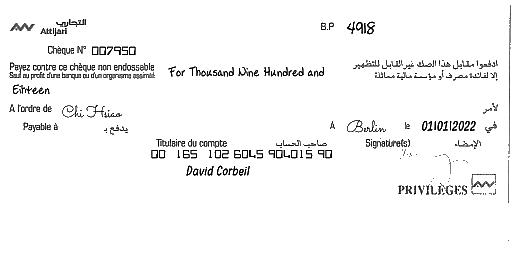 التجاري
Attijari
B.P 4918
Chèque N° 007950
Payez contre ce chèque non endossable
Sauf au profit d'une banque ou d'un organisme assimilé
For Thousand Nine Hundred and
ادفعوا مقابل هذا الصك غير القابل للتظهير
إلا لفائدة مصرف أو مؤسسة مالية مماثلة
Eihteen
A l'ordre de Chi Hsiao لأمر
Payable à يدفع بـ A Berlin le 01/01/2022 في
Titulaire du compte صاحب الحساب Signature(s) الإمضاء
00 165 102 6045 904015 90
David Corbeil
PRIVILÈGES